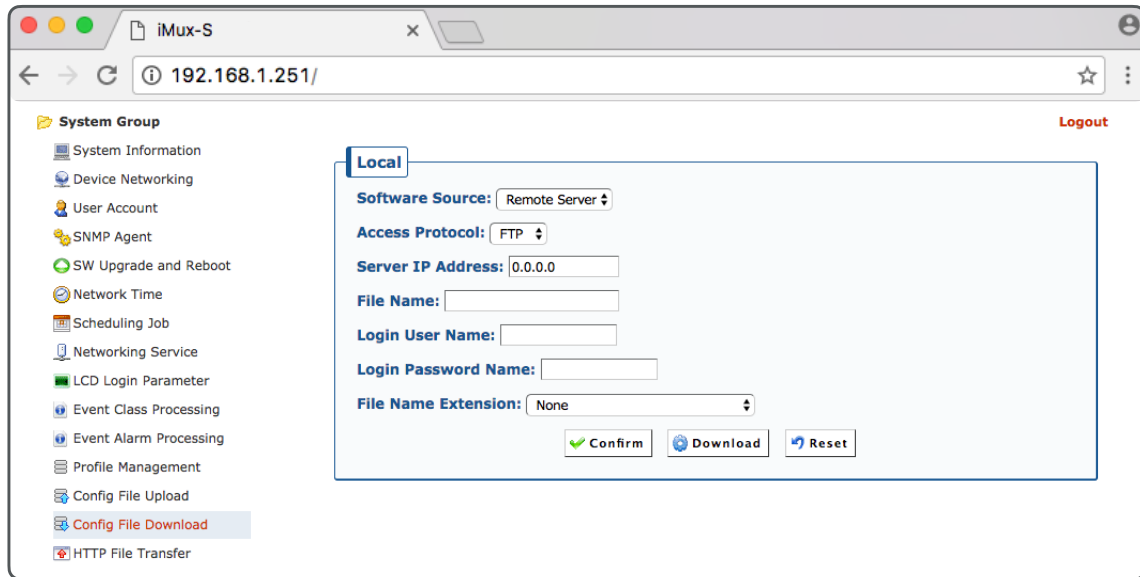 iMux-S
192.168.1.251/
System Group
Logout
System Information
Device Networking
User Account
SNMP Agent
SW Upgrade and Reboot
Network Time
Scheduling Job
Networking Service
LCD Login Parameter
Event Class Processing
Event Alarm Processing
Profile Management
Config File Upload
Config File Download
HTTP File Transfer
Local
Software Source: Remote Server
Access Protocol: FTP
Server IP Address: 0.0.0.0
File Name:
Login User Name:
Login Password Name:
File Name Extension: None
Confirm Download Reset